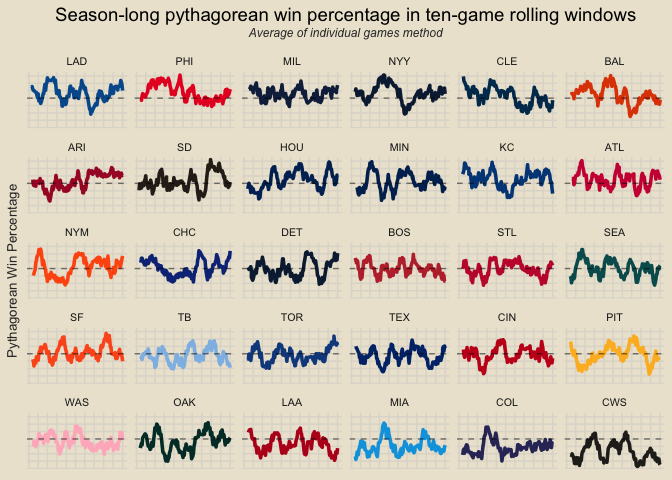 Season-long pythagorean win percentage in ten-game rolling windows
Average of individual games method
Pythagorean Win Percentage
LAD PHI MIL NYY CLE BAL
ARI SD HOU MIN KC ATL
NYM CHC DET BOS STL SEA
SF TB TOR TEX CIN PIT
WAS OAK LAA MIA COL CWS